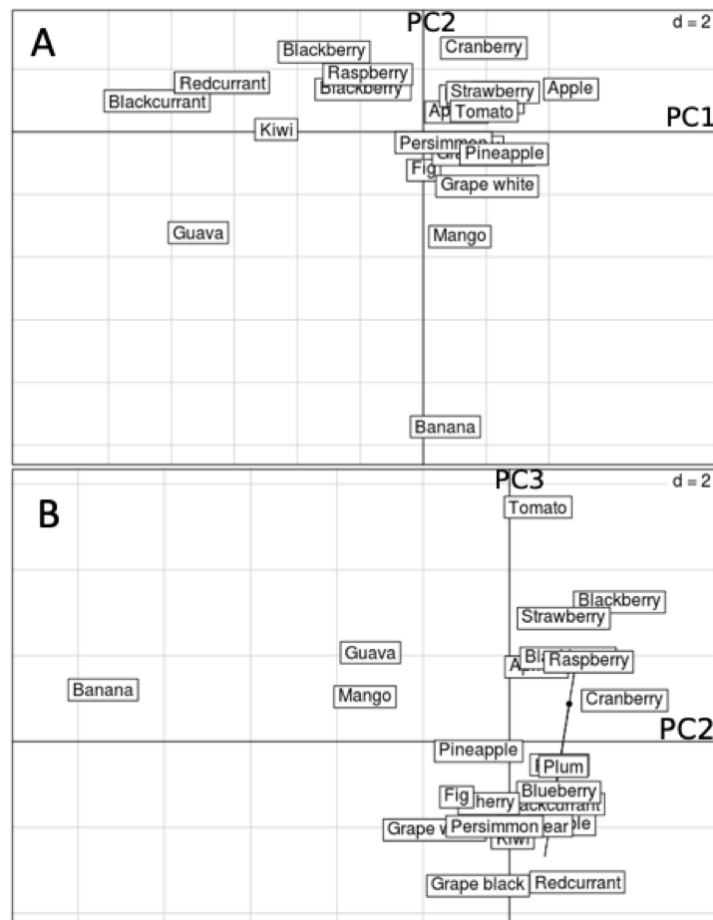 A
PC2
d = 2
Blackberry
Cranberry
Raspberry
Redcurrant
Blackberry
Strawberry
Apple
Blackcurrant
Tomato
PC1
Kiwi
Persimmon
Pineapple
Fig
Grape white
Guava
Mango
Banana
B
PC3
d = 2
Tomato
Blackberry
Strawberry
Guava
Raspberry
Banana
Mango
Cranberry
PC2
Pineapple
Plum
Fig
Blueberry
Persimmon
Kiwi
Grape black
Redcurrant